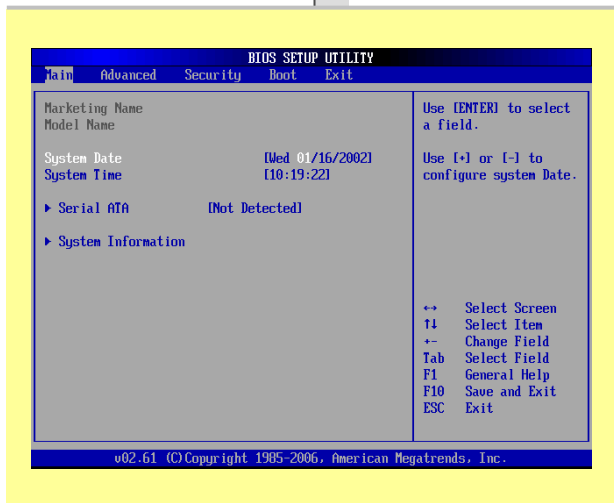 BIOS SETUP UTILITY
Main Advanced Security Boot Exit
Marketing Name
Model Name
System Date [Wed 01/16/2002]
System Time [10:19:22]
▶ Serial ATA [Not Detected]
▶ System Information
Use [ENTER] to select
a field.
Use [+] or [-] to
configure system Date.
↔ Select Screen
↑↓ Select Item
+- Change Field
Tab Select Field
F1 General Help
F10 Save and Exit
ESC Exit
v02.61 (C)Copyright 1985-2006, American Megatrends, Inc.